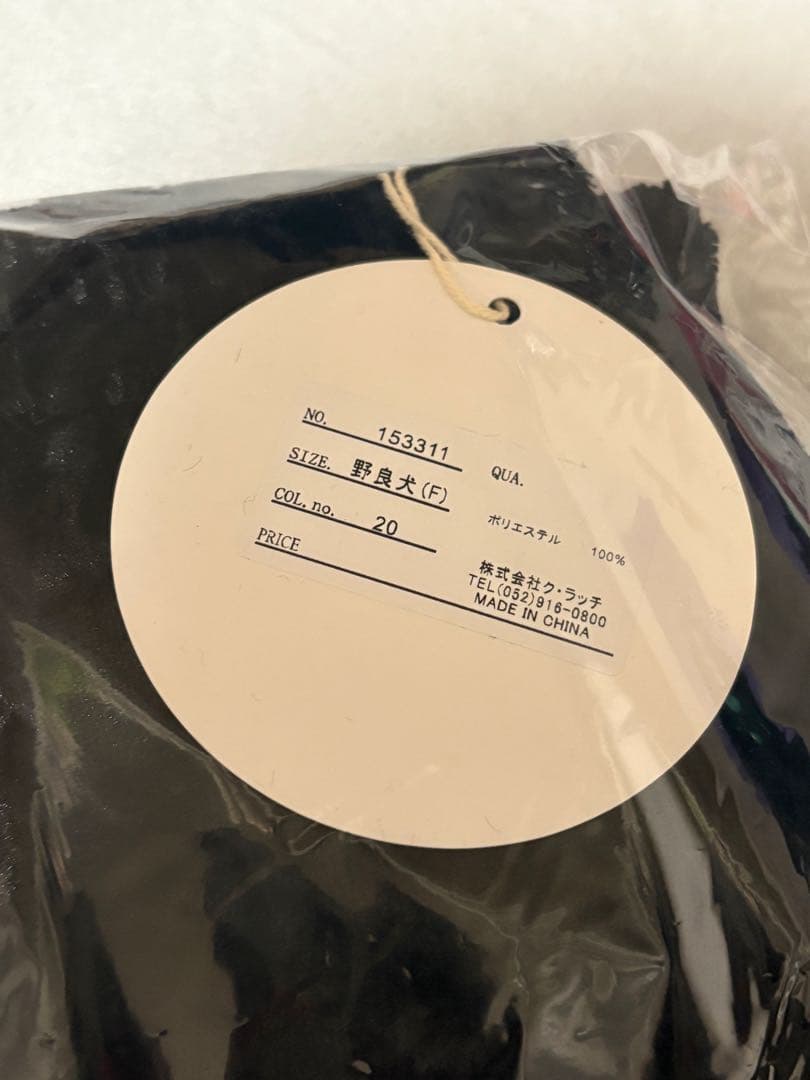 NO. 153311
SIZE. 野良犬(F)
COL. no. 20
PRICE
QUA.
ポリエステル 100%
株式会社ク・ラッチ
TEL(052)916-0800
MADE IN CHINA